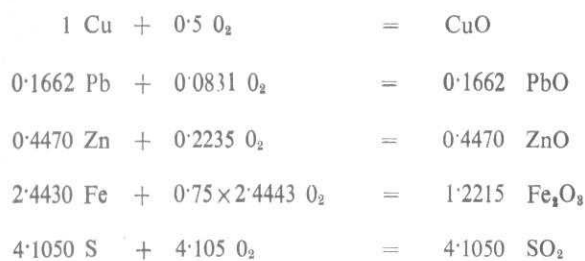 1 Cu + 0·5 O₂ = CuO
0·1662 Pb + 0·0831 O₂ = 0·1662 PbO
0·4470 Zn + 0·2235 O₂ = 0·4470 ZnO
2·4430 Fe + 0·75 × 2·4443 O₂ = 1·2215 Fe₂O₃
4·1050 S + 4·105 O₂ = 4·1050 SO₂